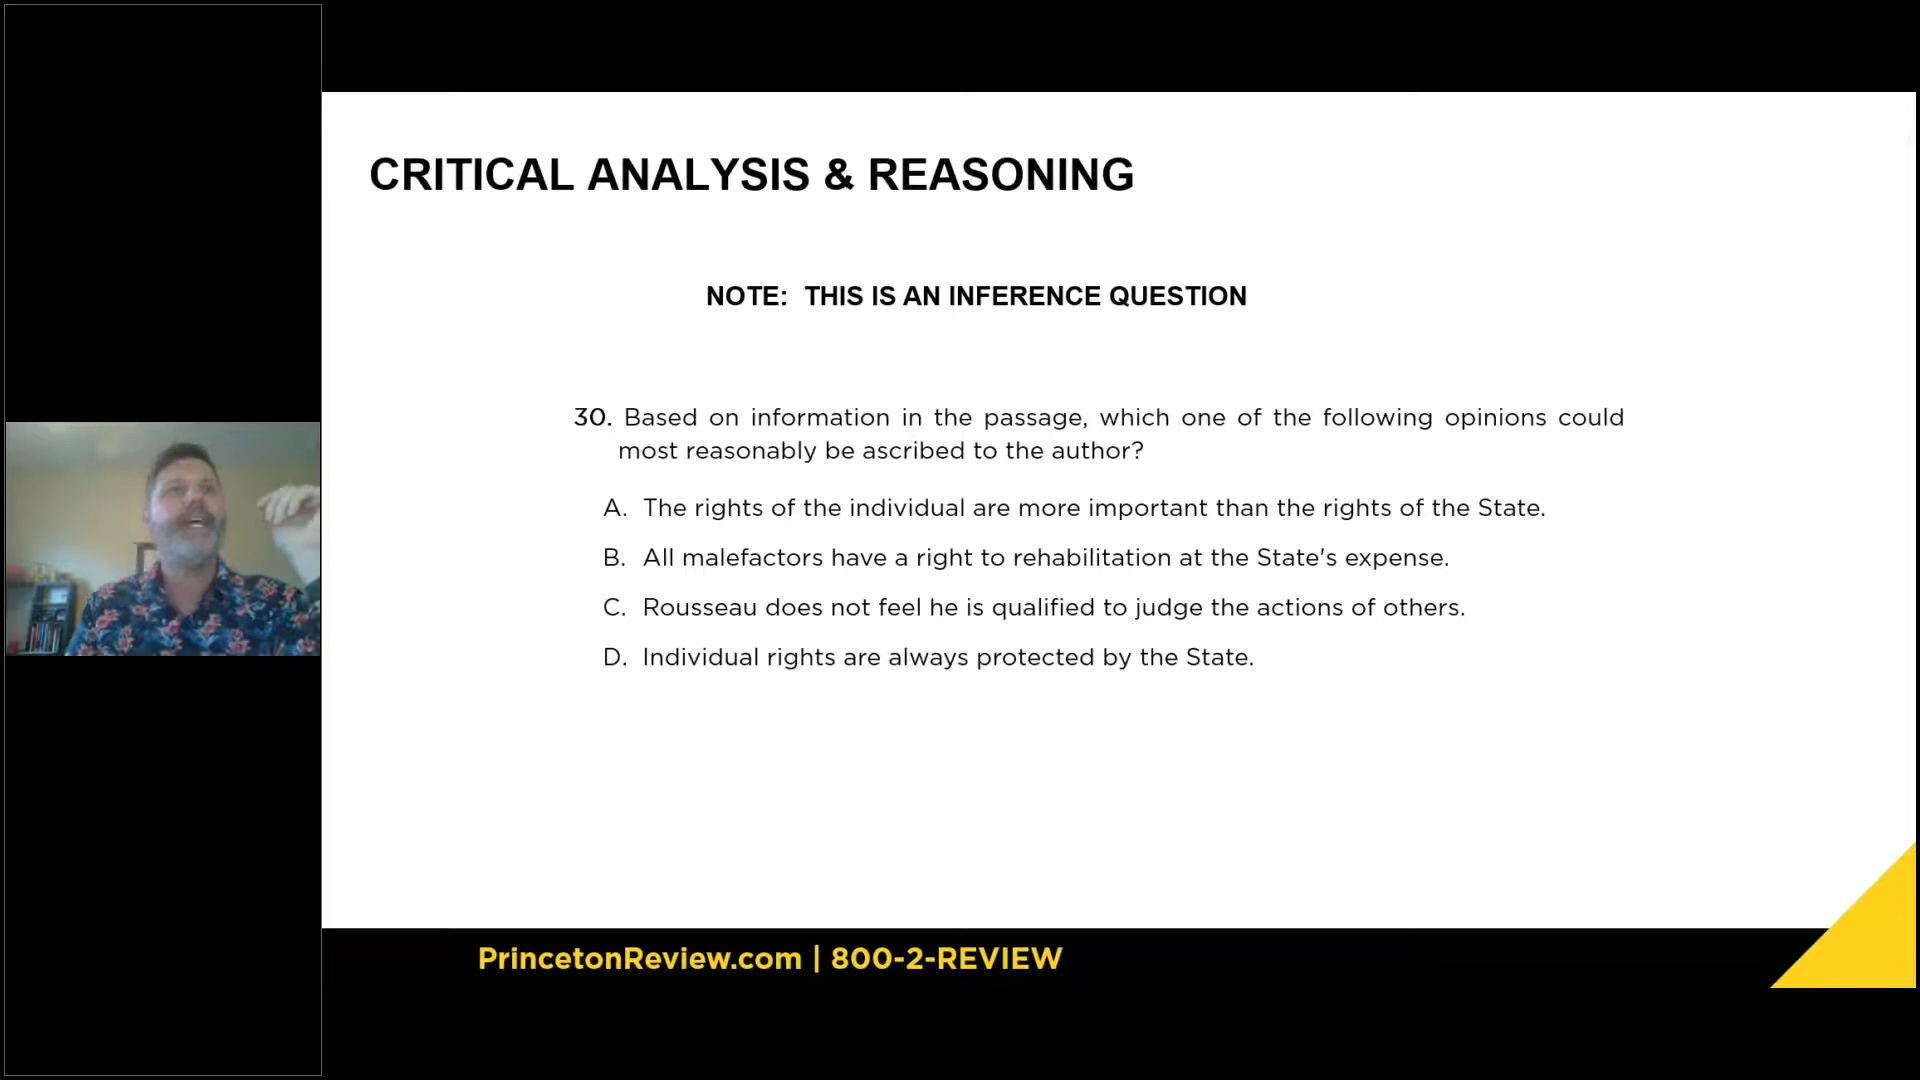 CRITICAL ANALYSIS & REASONING
NOTE: THIS IS AN INFERENCE QUESTION
30. Based on information in the passage, which one of the following opinions could
most reasonably be ascribed to the author?
A. The rights of the individual are more important than the rights of the State.
B. All malefactors have a right to rehabilitation at the State's expense.
C. Rousseau does not feel he is qualified to judge the actions of others.
D. Individual rights are always protected by the State.
PrincetonReview.com | 800-2-REVIEW